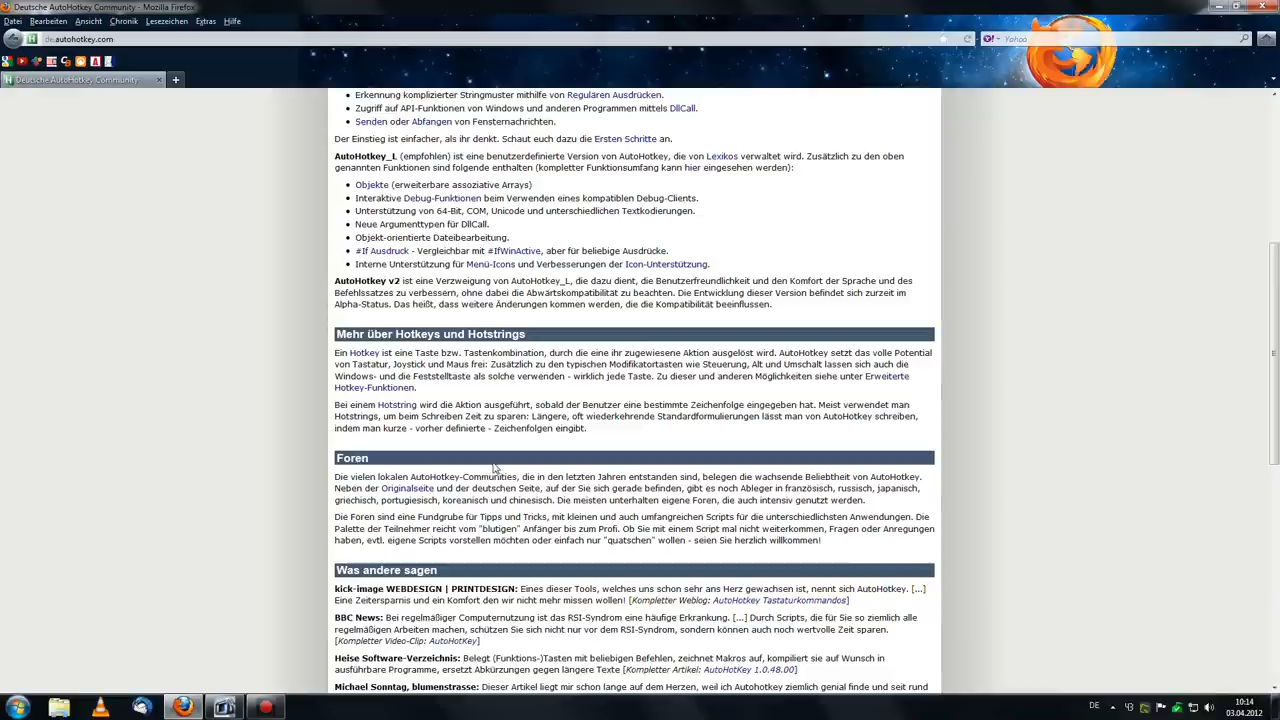 Deutsche AutoHotkey Community - Mozilla Firefox
Datei Bearbeiten Ansicht Chronik Lesezeichen Extras Hilfe
de.autohotkey.com
Yahoo
Deutsche AutoHotkey Community
• Erkennung komplizierter Stringmuster mithilfe von Regulären Ausdrücken.
• Zugriff auf API-Funktionen von Windows und anderen Programmen mittels DllCall.
• Senden oder Abfangen von Fensternachrichten.
Der Einstieg ist einfacher, als ihr denkt. Schaut euch dazu die Ersten Schritte an.
AutoHotkey_L (empfohlen) ist eine benutzerdefinierte Version von AutoHotkey, die von Lexikos verwaltet wird. Zusätzlich zu den oben
genannten Funktionen sind folgende enthalten (kompletter Funktionsumfang kann hier eingesehen werden):
• Objekte (erweiterbare assoziative Arrays)
• Interaktive Debug-Funktionen beim Verwenden eines kompatiblen Debug-Clients.
• Unterstützung von 64-Bit, COM, Unicode und unterschiedlichen Textkodierungen.
• Neue Argumenttypen für DllCall.
• Objekt-orientierte Dateibearbeitung.
• #If Ausdruck - Vergleichbar mit #IfWinActive, aber für beliebige Ausdrücke.
• Interne Unterstützung für Menü-Icons und Verbesserungen der Icon-Unterstützung.
AutoHotkey v2 ist eine Verzweigung von AutoHotkey_L, die dazu dient, die Benutzerfreundlichkeit und den Komfort der Sprache und des
Befehlssatzes zu verbessern, ohne dabei die Abwärtskompatibilität zu beachten. Die Entwicklung dieser Version befindet sich zurzeit im
Alpha-Status. Das heißt, dass weitere Änderungen kommen werden, die die Kompatibilität beeinflussen.
Mehr über Hotkeys und Hotstrings
Ein Hotkey ist eine Taste bzw. Tastenkombination, durch die eine ihr zugewiesene Aktion ausgelöst wird. AutoHotkey setzt das volle Potential
von Tastatur, Joystick und Maus frei: Zusätzlich zu den typischen Modifikatortasten wie Steuerung, Alt und Umschalt lassen sich auch die
Windows- und die Feststelltaste als solche verwenden - wirklich jede Taste. Zu dieser und anderen Möglichkeiten siehe unter Erweiterte
Hotkey-Funktionen.
Bei einem Hotstring wird die Aktion ausgeführt, sobald der Benutzer eine bestimmte Zeichenfolge eingegeben hat. Meist verwendet man
Hotstrings, um beim Schreiben Zeit zu sparen: Längere, oft wiederkehrende Standardformulierungen lässt man von AutoHotkey schreiben,
indem man kurze - vorher definierte - Zeichenfolgen eingibt.
Foren
Die vielen lokalen AutoHotkey-Communities, die in den letzten Jahren entstanden sind, belegen die wachsende Beliebtheit von AutoHotkey.
Neben der Originalseite und der deutschen Seite, auf der Sie sich gerade befinden, gibt es noch Ableger in französisch, russisch, japanisch,
griechisch, portugiesisch, koreanisch und chinesisch. Die meisten unterhalten eigene Foren, die auch intensiv genutzt werden.
Die Foren sind eine Fundgrube für Tipps und Tricks, mit kleinen und auch umfangreichen Scripts für die unterschiedlichsten Anwendungen. Die
Palette der Teilnehmer reicht vom "blutigen" Anfänger bis zum Profi. Ob Sie mit einem Script mal nicht weiterkommen, Fragen oder Anregungen
haben, evtl. eigene Scripts vorstellen möchten oder einfach nur "quatschen" wollen - seien Sie herzlich willkommen!
Was andere sagen
kick-image WEBDESIGN | PRINTDESIGN: Eines dieser Tools, welches uns schon sehr ans Herz gewachsen ist, nennt sich AutoHotkey. [...]
Eine Zeitersparnis und ein Komfort den wir nicht mehr missen wollen! [Kompletter Weblog: AutoHotkey Tastaturkommandos]
BBC News: Bei regelmäßiger Computernutzung ist das RSI-Syndrom eine häufige Erkrankung. [...] Durch Scripts, die für Sie so ziemlich alle
regelmäßigen Arbeiten machen, schützen Sie sich nicht nur vor dem RSI-Syndrom, sondern können auch noch wertvolle Zeit sparen.
[Kompletter Video-Clip: AutoHotKey]
Heise Software-Verzeichnis: Belegt (Funktions-)Tasten mit beliebigen Befehlen, zeichnet Makros auf, kompiliert sie auf Wunsch in
ausführbare Programme, ersetzt Abkürzungen gegen längere Texte [Kompletter Artikel: AutoHotKey 1.0.48.00]
Michael Sonntag, blumenstrasse: Dieser Artikel liegt mir schon lange auf dem Herzen, weil ich Autohotkey ziemlich genial finde und seit rund
DE
10:14
03.04.2012